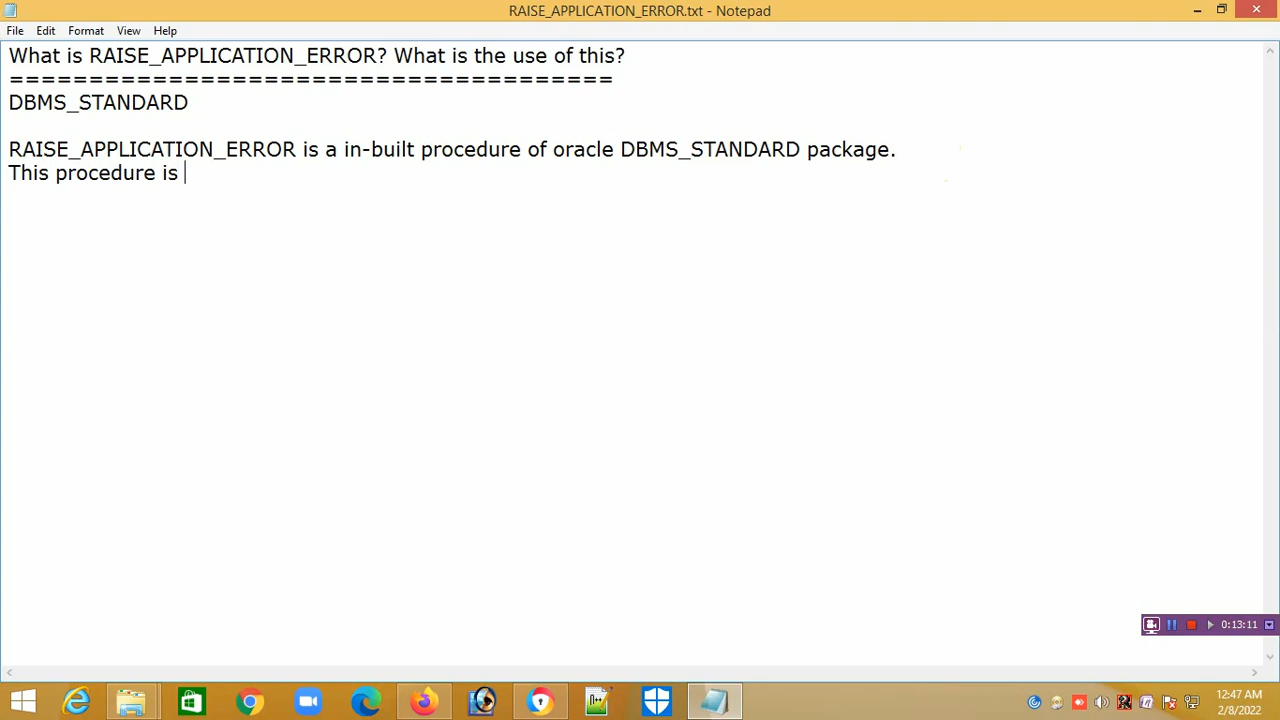 RAISE_APPLICATION_ERROR.txt - Notepad
File Edit Format View Help
What is RAISE_APPLICATION_ERROR? What is the use of this?
======================================
DBMS_STANDARD
RAISE_APPLICATION_ERROR is a in-built procedure of oracle DBMS_STANDARD package.
This procedure is
0:13:11
12:47 AM
2/8/2022